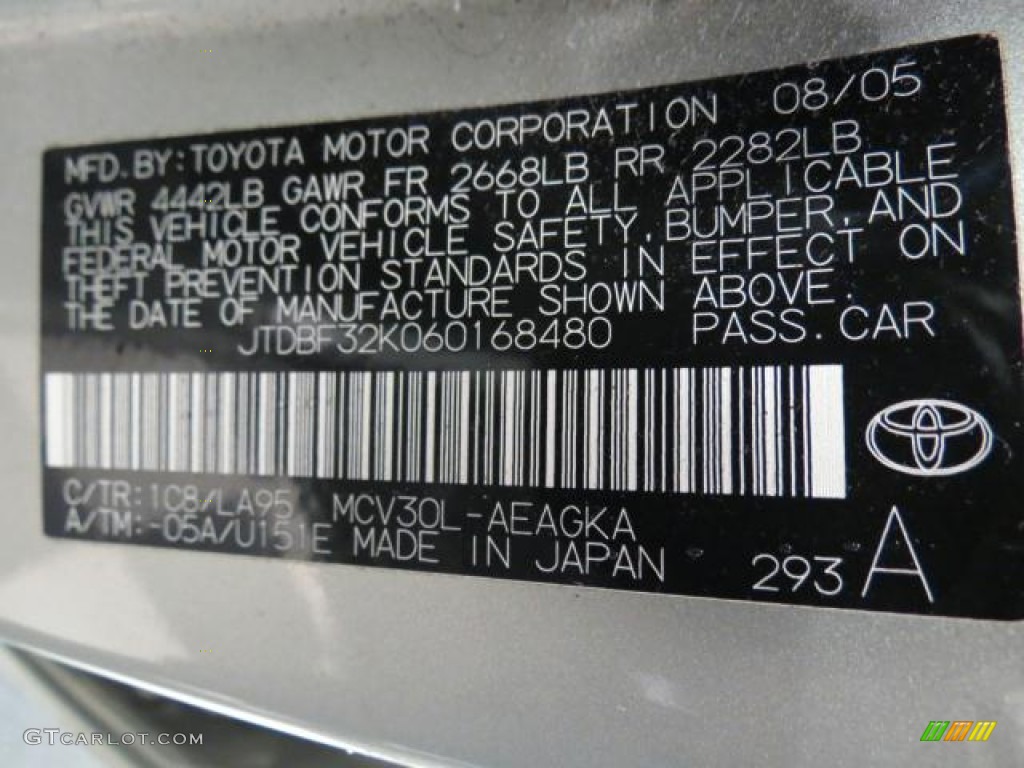 MFD. BY: TOYOTA MOTOR CORPORATION 08/05
GVWR 4442LB GAWR FR 2668LB RR 2282LB
THIS VEHICLE CONFORMS TO ALL APPLICABLE
FEDERAL MOTOR VEHICLE SAFETY, BUMPER, AND
THEFT PREVENTION STANDARDS IN EFFECT ON
THE DATE OF MANUFACTURE SHOWN ABOVE.
JTDBF32K060168480 PASS. CAR
C/TR: 1C8/LA95 MCV30L-AEAGKA
A/TM: -05A/U151E MADE IN JAPAN
293 A
GTCARLOT.COM